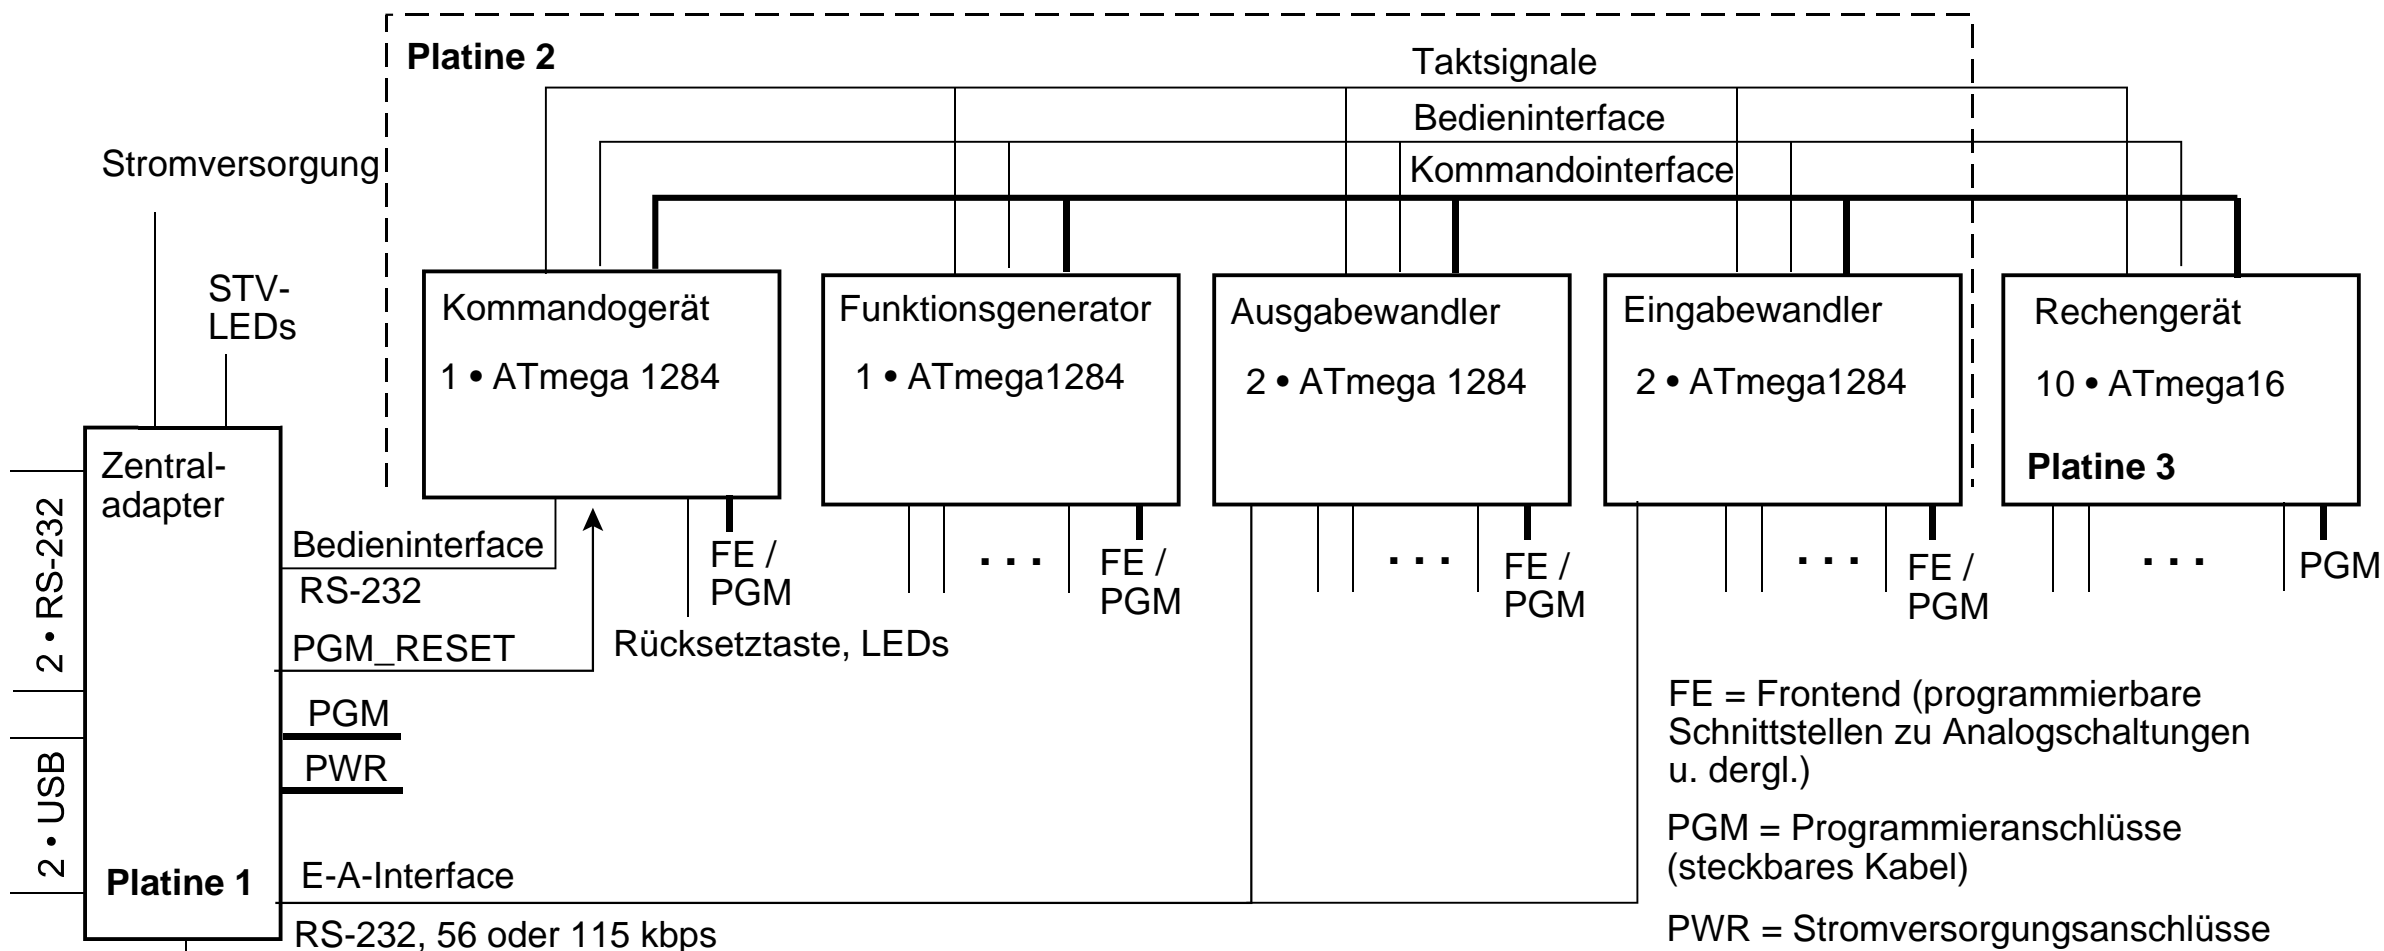 Platine 2
Taktsignale
Bedieninterface
Kommandointerface
Stromversorgung
STV-
LEDs
Kommandogerät
1 • ATmega 1284
Funktionsgenerator
1 • ATmega1284
Ausgabewandler
2 • ATmega 1284
Eingabewandler
2 • ATmega1284
Rechengerät
10 • ATmega16
Platine 3
Zentral-
adapter
2 • RS-232
2 • USB
Platine 1
Bedieninterface
RS-232
PGM_RESET
PGM
PWR
E-A-Interface
RS-232, 56 oder 115 kbps
Rücksetztaste, LEDs
FE /
PGM
. . .
FE /
PGM
. . .
FE /
PGM
. . .
FE /
PGM
. . .
PGM
FE = Frontend (programmierbare
Schnittstellen zu Analogschaltungen
u. dergl.)
PGM = Programmieranschlüsse
(steckbares Kabel)
PWR = Stromversorgungsanschlüsse